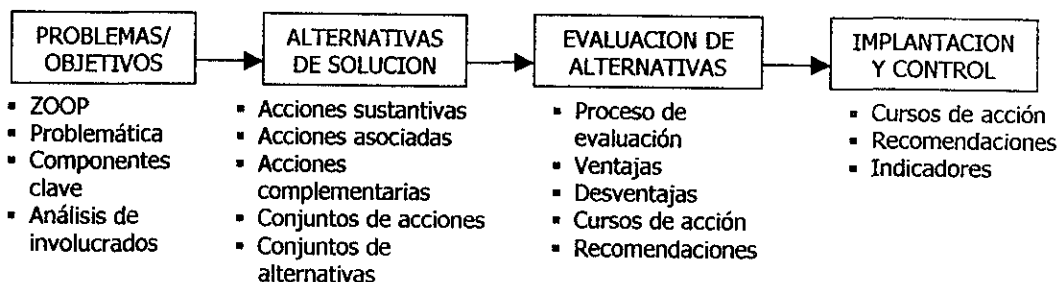 PROBLEMAS/
OBJETIVOS
▪ ZOOP
▪ Problemática
▪ Componentes
clave
▪ Análisis de
involucrados
ALTERNATIVAS
DE SOLUCION
▪ Acciones sustantivas
▪ Acciones asociadas
▪ Acciones
complementarias
▪ Conjuntos de acciones
▪ Conjuntos de
alternativas
EVALUACION DE
ALTERNATIVAS
▪ Proceso de
evaluación
▪ Ventajas
▪ Desventajas
▪ Cursos de acción
▪ Recomendaciones
IMPLANTACION
Y CONTROL
▪ Cursos de acción
▪ Recomendaciones
▪ Indicadores